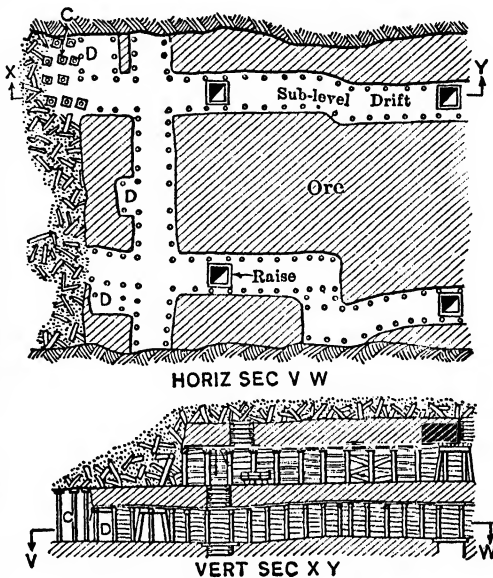 C
D
X
Y
Sub-level Drift
D
Ore
D
Raise
HORIZ SEC V W
C
D
V
W
VERT SEC X Y